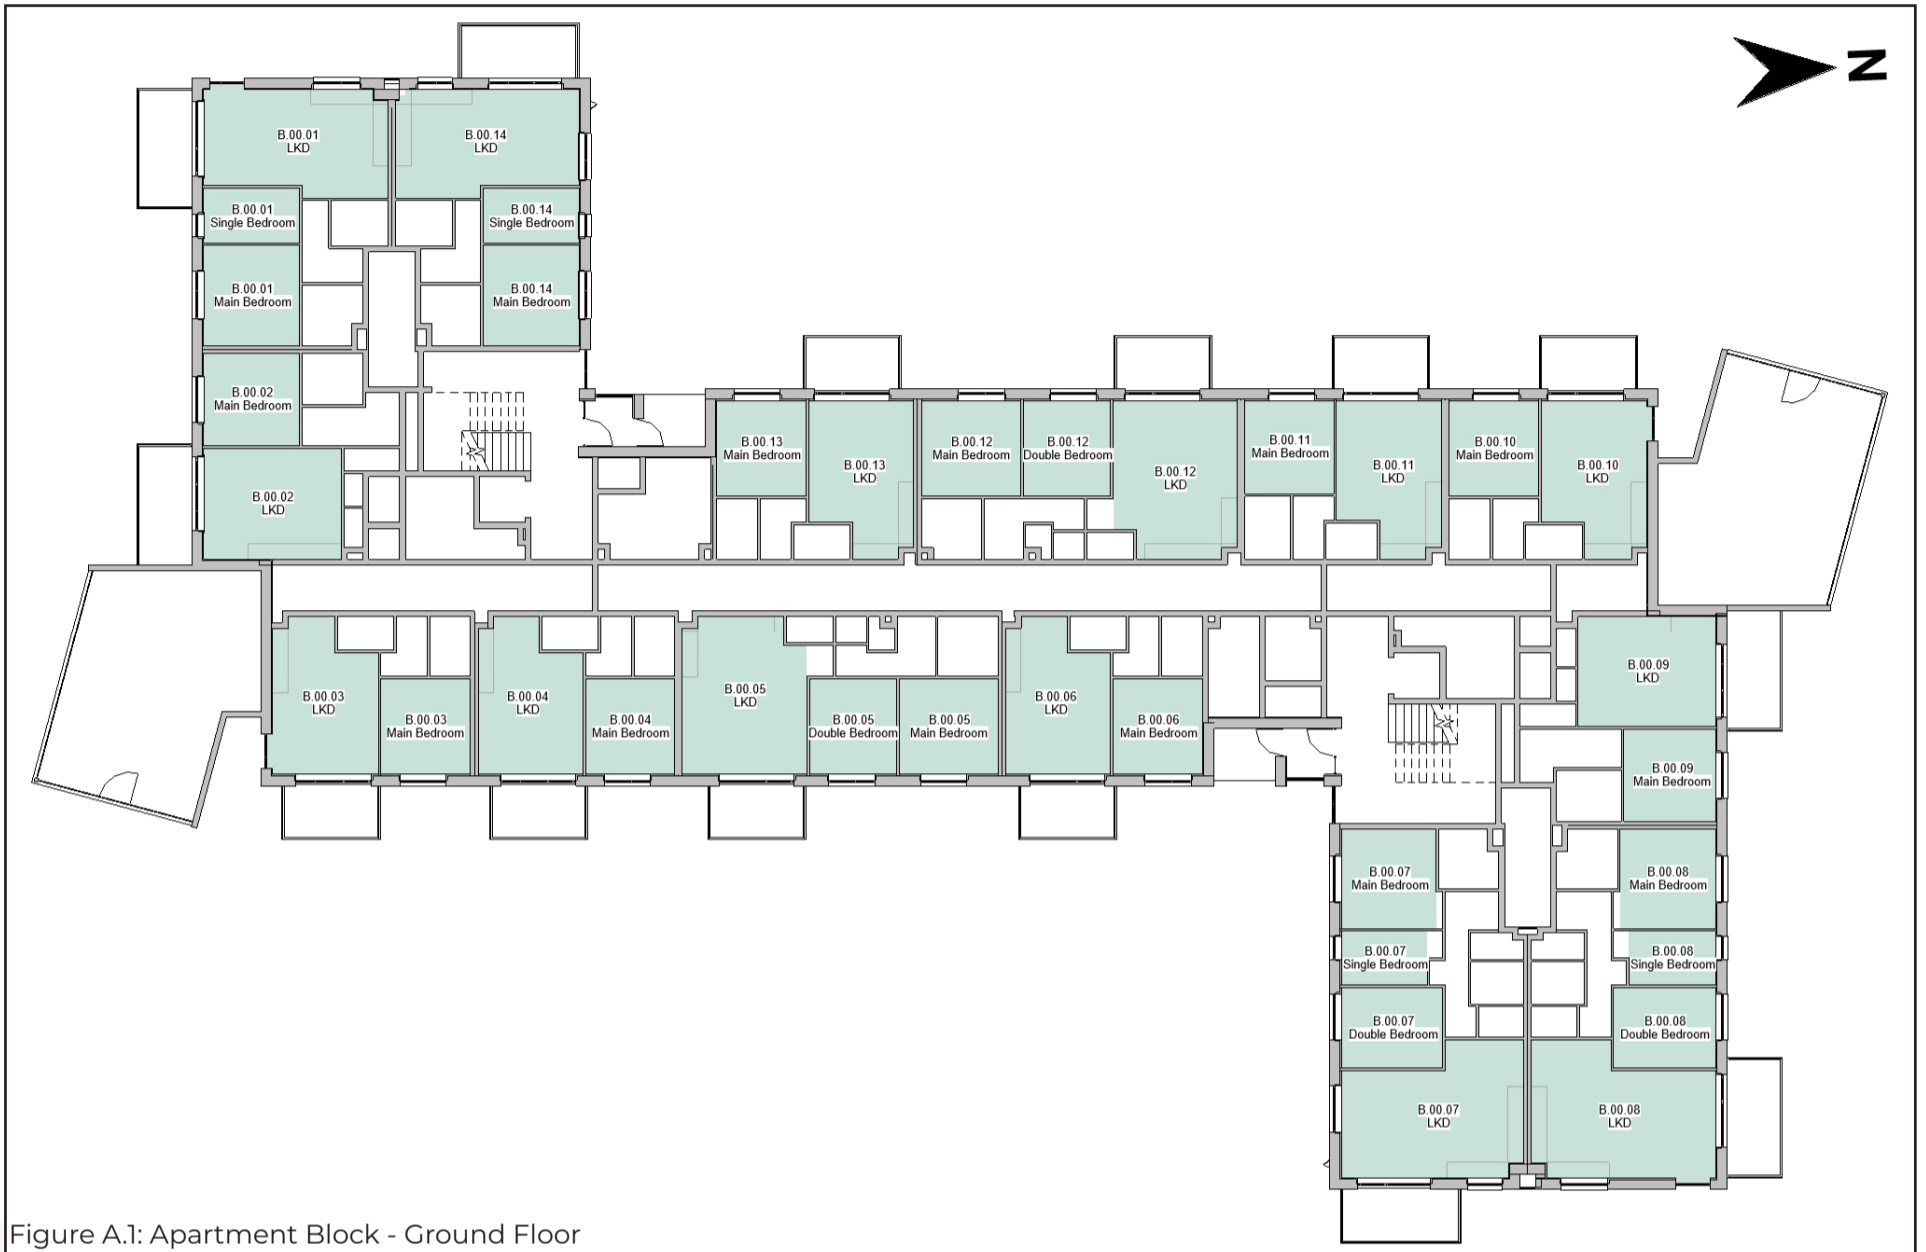 N
B.00.01
LKD
B.00.14
LKD
B.00.01
Single Bedroom
B.00.14
Single Bedroom
B.00.01
Main Bedroom
B.00.14
Main Bedroom
B.00.02
Main Bedroom
B.00.02
LKD
B.00.13
Main Bedroom
B.00.13
LKD
B.00.12
Main Bedroom
B.00.12
Double Bedroom
B.00.12
LKD
B.00.11
Main Bedroom
B.00.11
LKD
B.00.10
Main Bedroom
B.00.10
LKD
B.00.03
LKD
B.00.03
Main Bedroom
B.00.04
LKD
B.00.04
Main Bedroom
B.00.05
LKD
B.00.05
Double Bedroom
B.00.05
Main Bedroom
B.00.06
LKD
B.00.06
Main Bedroom
B.00.09
LKD
B.00.09
Main Bedroom
B.00.07
Main Bedroom
B.00.08
Main Bedroom
B.00.07
Single Bedroom
B.00.08
Single Bedroom
B.00.07
Double Bedroom
B.00.08
Double Bedroom
B.00.07
LKD
B.00.08
LKD
Figure A.1: Apartment Block - Ground Floor